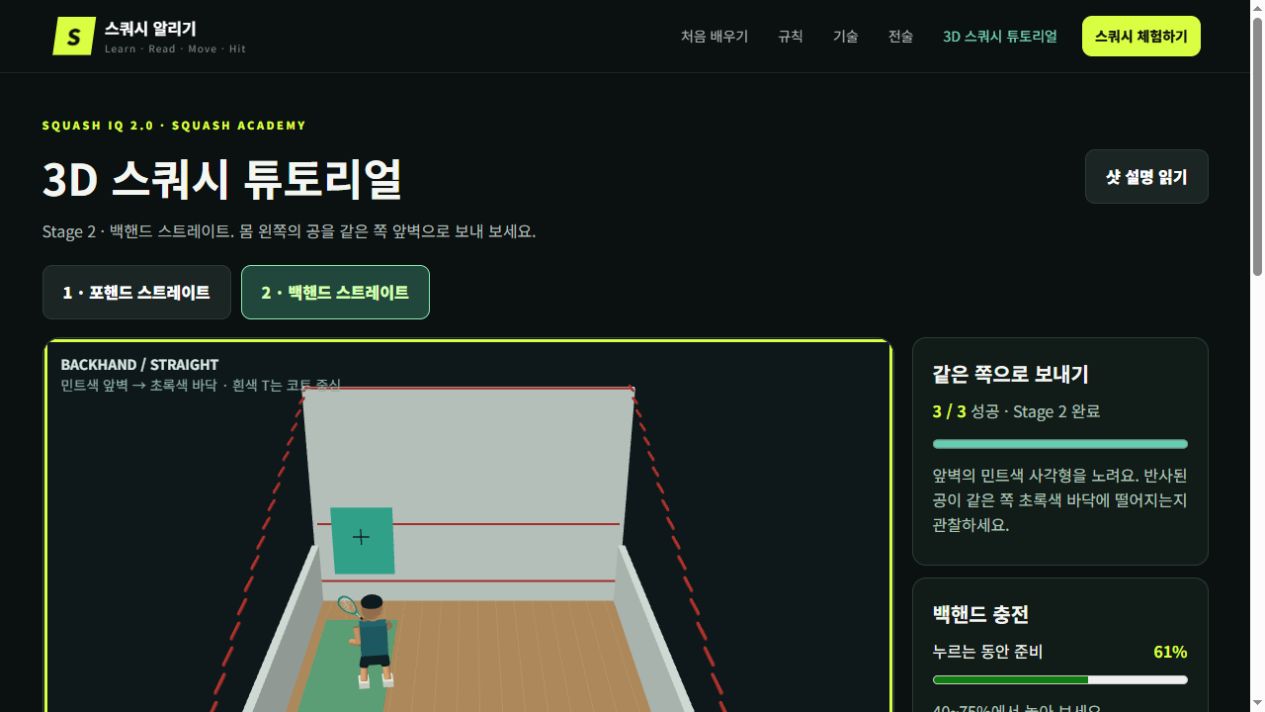 S
스쿼시 알리기
Learn · Read · Move · Hit
처음 배우기
규칙
기술
전술
3D 스쿼시 튜토리얼
스쿼시 체험하기
SQUASH IQ 2.0 · SQUASH ACADEMY
3D 스쿼시 튜토리얼
샷 설명 읽기
Stage 2 · 백핸드 스트레이트. 몸 왼쪽의 공을 같은 쪽 앞벽으로 보내 보세요.
1 · 포핸드 스트레이트
2 · 백핸드 스트레이트
BACKHAND / STRAIGHT
민트색 앞벽 → 초록색 바닥 · 흰색 T는 코트 중심
같은 쪽으로 보내기
3 / 3 성공 · Stage 2 완료
앞벽의 민트색 사각형을 노려요. 반사된
공이 같은 쪽 초록색 바닥에 떨어지는지
관찰하세요.
백핸드 충전
누르는 동안 준비
61%
40~75%에서 놓아 보세요